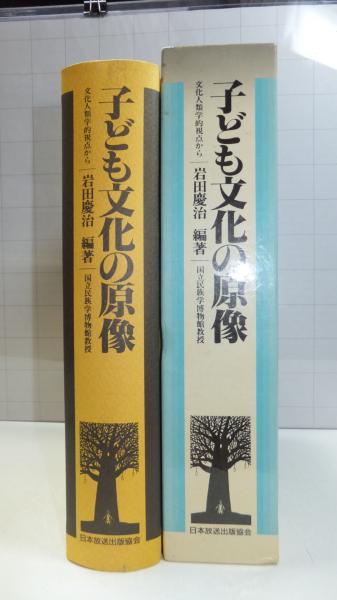 子ども文化の原像
文化人類学的視点から
岩田慶治 編著
国立民族学博物館教授
日本放送出版協会
子ども文化の原像
文化人類学的視点から
岩田慶治 編著
国立民族学博物館教授
日本放送出版協会